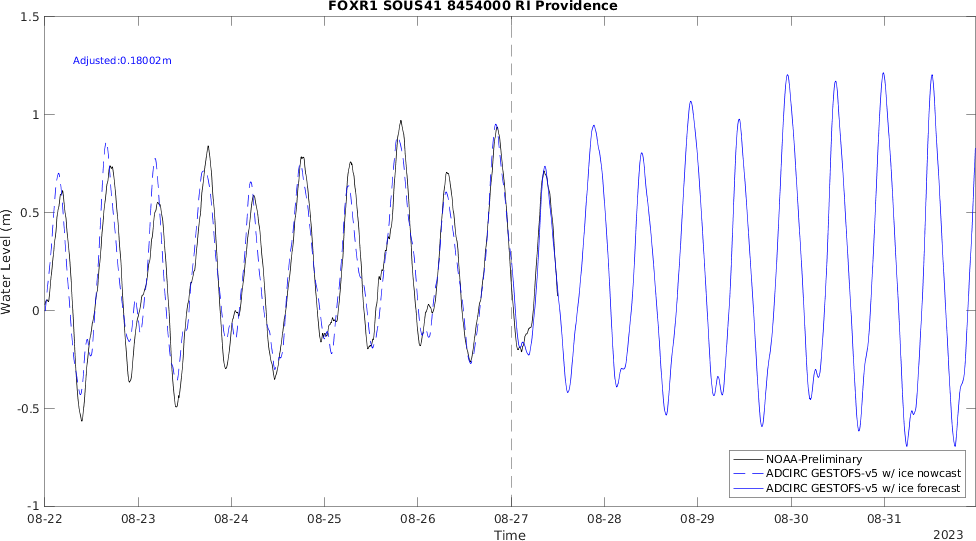 FOXR1 SOUS41 8454000 RI Providence
1.5
Adjusted:0.18002m
1
0.5
0
-0.5
-1
Water Level (m)
NOAA-Preliminary
ADCIRC GESTOFS-v5 w/ ice nowcast
ADCIRC GESTOFS-v5 w/ ice forecast
08-22 08-23 08-24 08-25 08-26 08-27 08-28 08-29 08-30 08-31
Time
2023